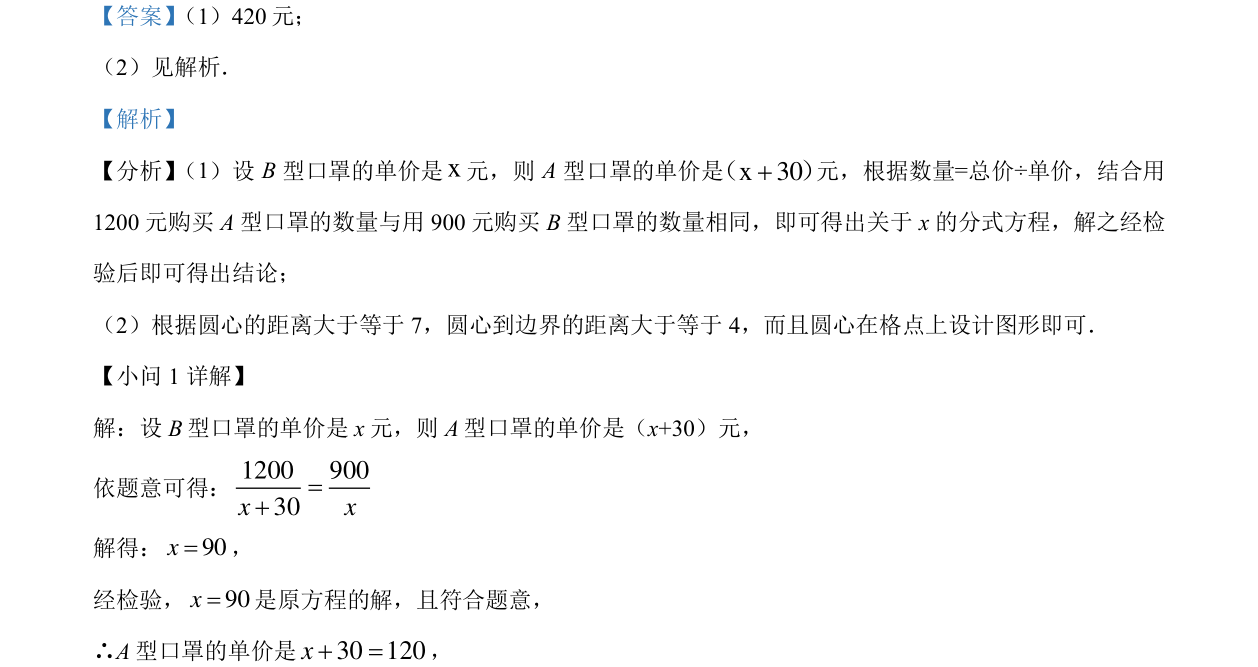 【答案】（1）420 元；
（2）见解析．
【解析】
【分析】（1）设 B 型口罩的单价是 x 元，则 A 型口罩的单价是(x + 30)元，根据数量=总价÷单价，结合用
1200 元购买 A 型口罩的数量与用 900 元购买 B 型口罩的数量相同，即可得出关于 x 的分式方程，解之经检
验后即可得出结论；
（2）根据圆心的距离大于等于 7，圆心到边界的距离大于等于 4，而且圆心在格点上设计图形即可．
【小问 1 详解】
解：设 B 型口罩的单价是 x 元，则 A 型口罩的单价是（x+30）元，
依题意可得：1200/(x+30) = 900/x
解得：x=90，
经检验，x=90 是原方程的解，且符合题意，
∴A 型口罩的单价是 x+30=120，